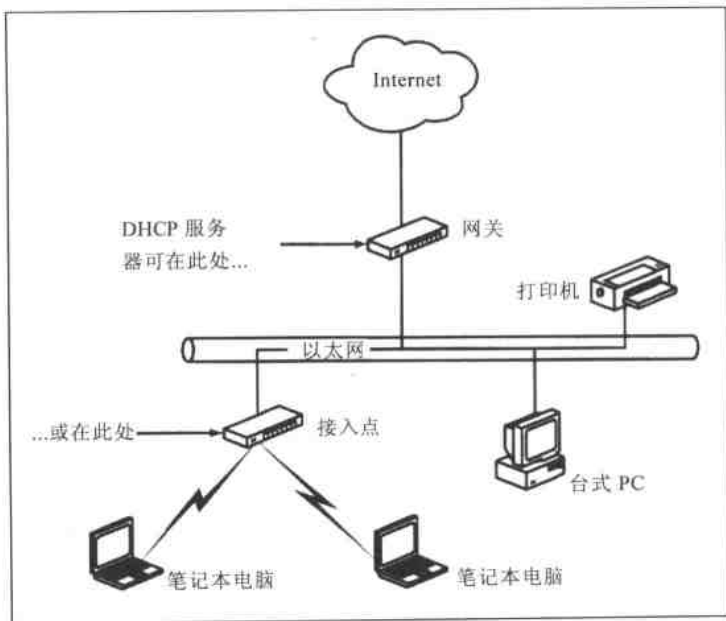 Internet
DHCP 服务
器可在此处...
网关
打印机
以太网
...或在此处
接入点
台式 PC
笔记本电脑
笔记本电脑